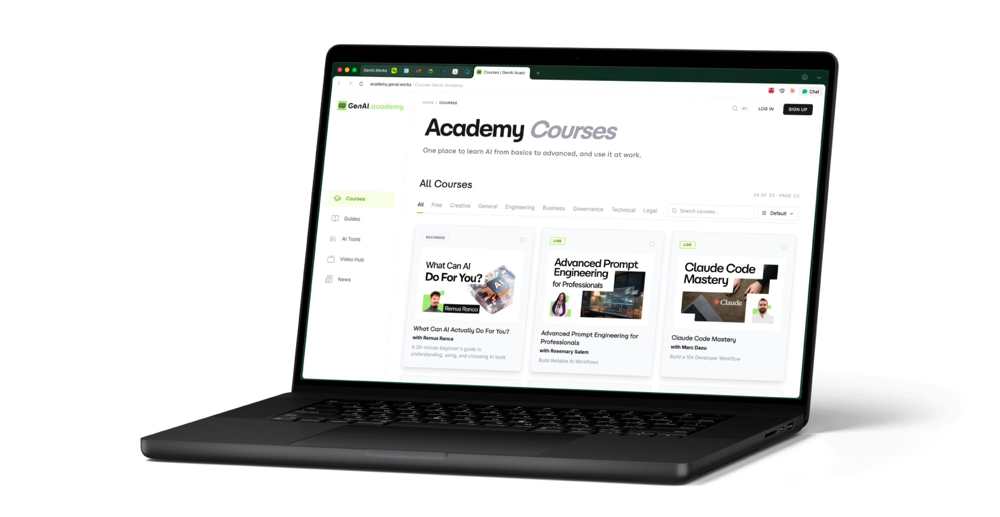 GenAI.Works
Courses | GenAI Acade
academy.genai.works / Courses GenAI Academy
Chat
GenAI.academy
HOME / COURSES
LOG IN
SIGN UP
Academy Courses
One place to learn AI from basics to advanced, and use it at work.
All Courses
23 OF 23 · PAGE 1/2
All Free Creative General Engineering Business Governance Technical Legal
Search courses...
Default
Courses
Guides
AI Tools
Video Hub
News
RECORDED
What Can AI
Do For You?
AI
Remus Ranca
What Can AI Actually Do For You?
with Remus Ranca
A 30-minute beginner's guide to
understanding, using, and choosing AI tools
LIVE
Advanced Prompt
Engineering
for Professionals
Advanced Prompt Engineering for
Professionals
with Rosemary Salem
Build Reliable AI Workflows
LIVE
Claude Code
Mastery
Claude
Claude Code Mastery
with Marc Daou
Build a 10x Developer Workflow